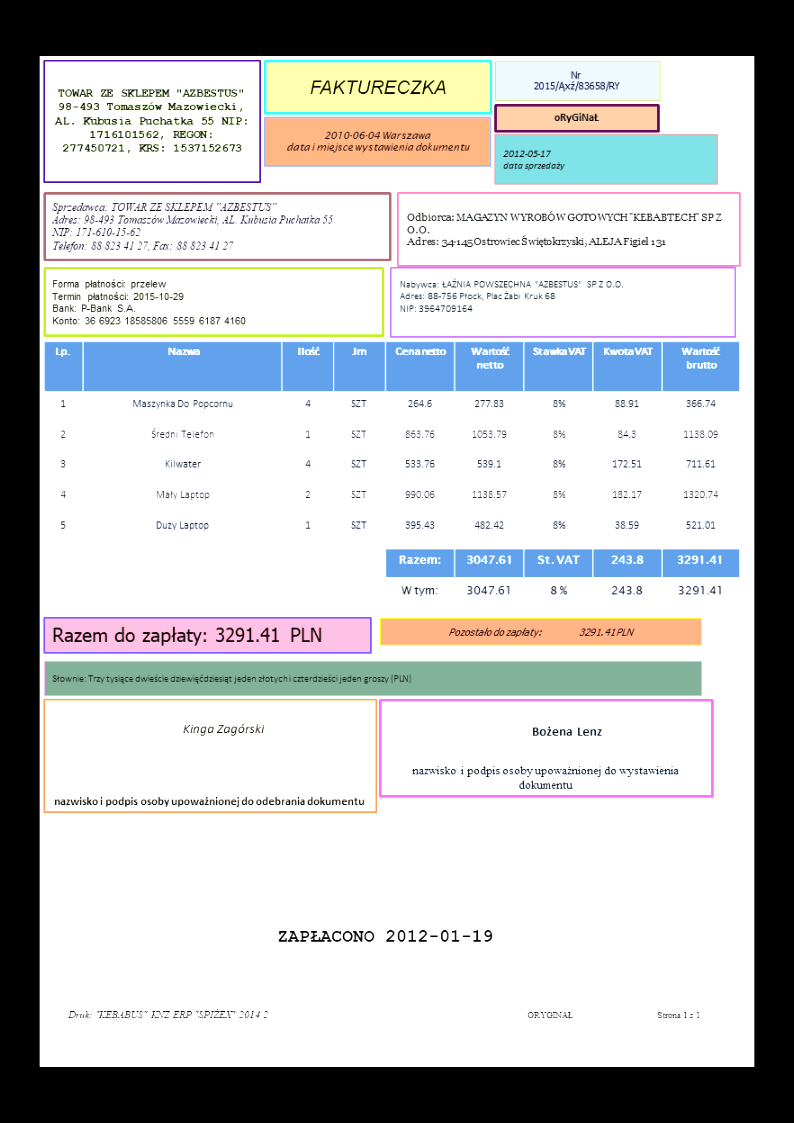 TOWAR ZE SKLEPEM "AZBESTUS"
98-493 Tomaszów Mazowiecki,
AL. Kubusia Puchatka 55 NIP:
1716101562, REGON:
277450721, KRS: 1537152673
FAKTURECZKA
2010-06-04 Warszawa
data i miejsce wystawienia dokumentu
Nr
2015/Ąxź/83658/RY
oRyGiNaŁ
2012-05-17
data sprzedaży
Sprzedawca: TOWAR ZE SKLEPEM "AZBESTUS"
Adres: 98-493 Tomaszów Mazowiecki, AL. Kubusia Puchatka 55
NIP: 171-610-15-62
Telefon: 88 823 41 27, Fax: 88 823 41 27
Odbiorca: MAGAZYN WYROBÓW GOTOWYCH "KEBABTECH" SP Z
O.O.
Adres: 34-145 Ostrowiec Świętokrzyski, ALEJA Figiel 131
Forma płatności: przelew
Termin płatności: 2015-10-29
Bank: P-Bank S.A.
Konto: 36 6923 18585806 5559 6187 4160
Nabywca: ŁAŹNIA POWSZECHNA "AZBESTUS" SP Z O.O.
Adres: 88-756 Płock, Plac Żabi Kruk 68
NIP: 3964709164
Lp. Nazwa Ilość Jm Cena netto Wartość netto Stawka VAT Kwota VAT Wartość brutto
1 Maszynka Do Popcornu 4 SZT 264.6 277.83 8% 88.91 366.74
2 Średni Telefon 1 SZT 863.76 1053.79 8% 84.3 1138.09
3 Kilwater 4 SZT 533.76 539.1 8% 172.51 711.61
4 Mały Laptop 2 SZT 990.06 1138.57 8% 182.17 1320.74
5 Duży Laptop 1 SZT 395.43 482.42 8% 38.59 521.01
Razem: 3047.61 St. VAT 243.8 3291.41
W tym: 3047.61 8 % 243.8 3291.41
Razem do zapłaty: 3291.41 PLN
Pozostało do zapłaty: 3291.41 PLN
Słownie: Trzy tysiące dwieście dziewięćdziesiąt jeden złotych i czterdzieści jeden groszy (PLN)
Kinga Zagórski
nazwisko i podpis osoby upoważnionej do odebrania dokumentu
Bożena Lenz
nazwisko i podpis osoby upoważnionej do wystawienia
dokumentu
ZAPŁACONO 2012-01-19
Druk: "KEBABUS" KNZ ERP "SPIŻEX" 2014 2 ORYGINAŁ Strona 1 z 1